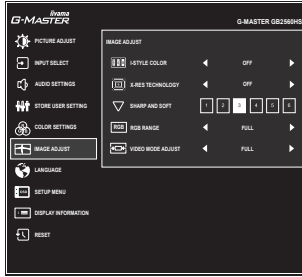 iiyama
G-MASTER
G-MASTER GB2560HS
PICTURE ADJUST
INPUT SELECT
AUDIO SETTINGS
STORE USER SETTING
COLOR SETTINGS
IMAGE ADJUST
LANGUAGE
OSD SETUP MENU
DISPLAY INFORMATION
RESET
IMAGE ADJUST
I-STYLE COLOR OFF
X-RES TECHNOLOGY OFF
SHARP AND SOFT 1 2 3 4 5 6
RGB RGB RANGE FULL
VIDEO MODE ADJUST FULL